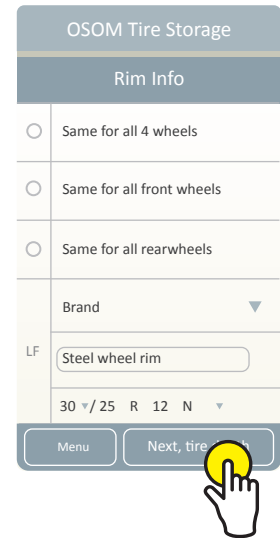 OSOM Tire Storage
Rim Info
Same for all 4 wheels
Same for all front wheels
Same for all rearwheels
Brand
LF
Steel wheel rim
30 / 25 R 12 N
Menu
Next, tire